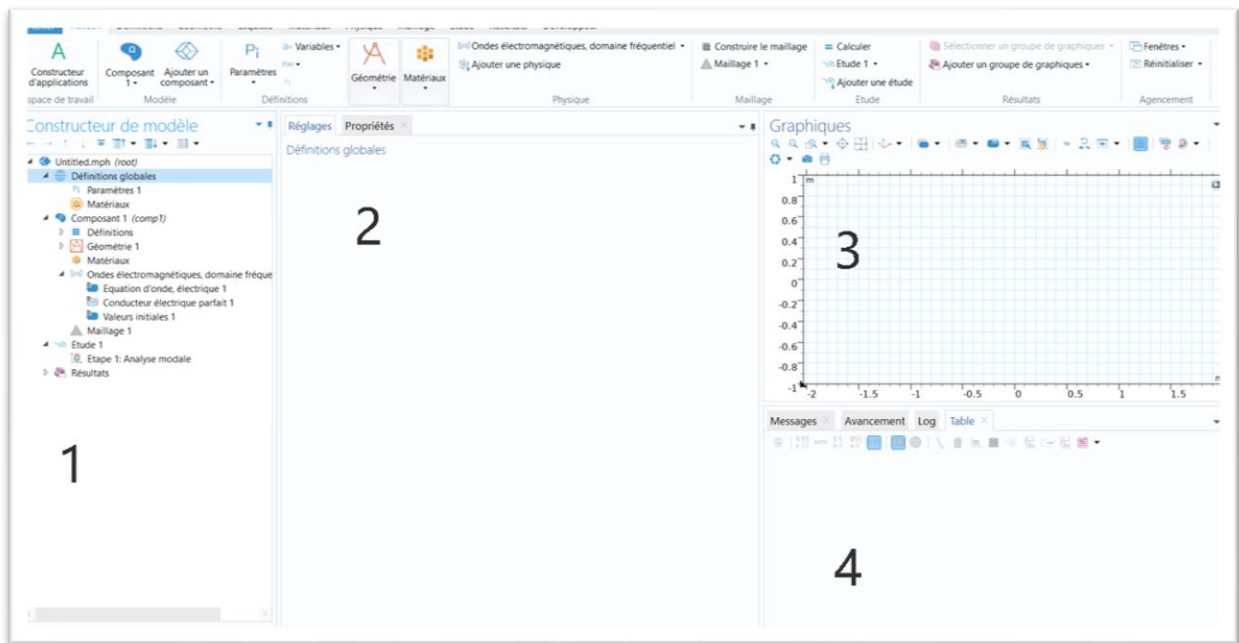 Constructeur d'applications
Composant 1
Ajouter un composant
Paramètres
Variables
Géométrie
Matériaux
Ondes électromagnétiques, domaine fréquentiel
Ajouter une physique
Construire le maillage
Maillage 1
Calculer
Etude 1
Ajouter une étude
Sélectionner un groupe de graphiques
Ajouter un groupe de graphiques
Fenêtres
Réinitialiser
space de travail
Modèle
Définitions
Physique
Maillage
Etude
Résultats
Agencement
Constructeur de modèle
Untitled.mph (root)
Définitions globales
Paramètres 1
Matériaux
Composant 1 (comp1)
Définitions
Géométrie 1
Matériaux
Ondes électromagnétiques, domaine fréque
Equation d'onde, électrique 1
Conducteur électrique parfait 1
Valeurs initiales 1
Maillage 1
Etude 1
Etape 1: Analyse modale
Résultats
1
Réglages Propriétés
Définitions globales
2
Graphiques
1 m
0.8
0.6
0.4
0.2
0
-0.2
-0.4
-0.6
-0.8
-1
-2 -1.5 -1 -0.5 0 0.5 1 1.5
3
Messages Avancement Log Table
4